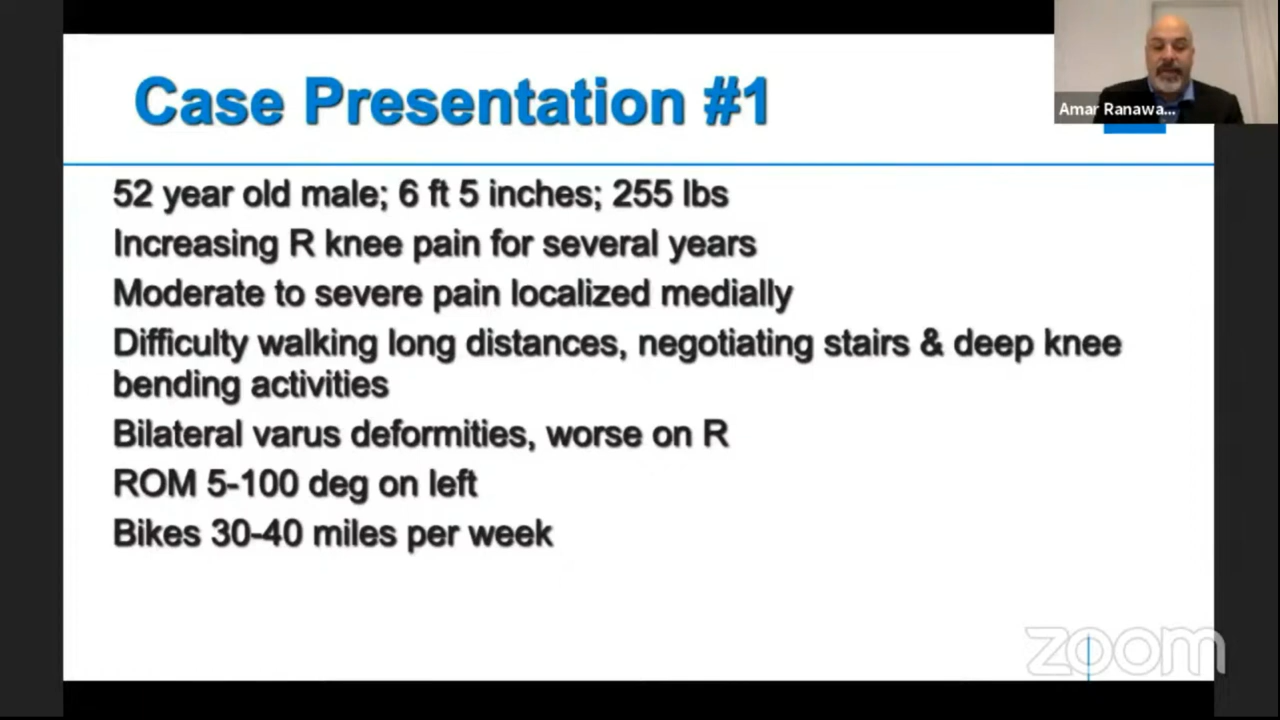 Case Presentation #1
Amar Ranawa...
52 year old male; 6 ft 5 inches; 255 lbs
Increasing R knee pain for several years
Moderate to severe pain localized medially
Difficulty walking long distances, negotiating stairs & deep knee
bending activities
Bilateral varus deformities, worse on R
ROM 5-100 deg on left
Bikes 30-40 miles per week
zoom